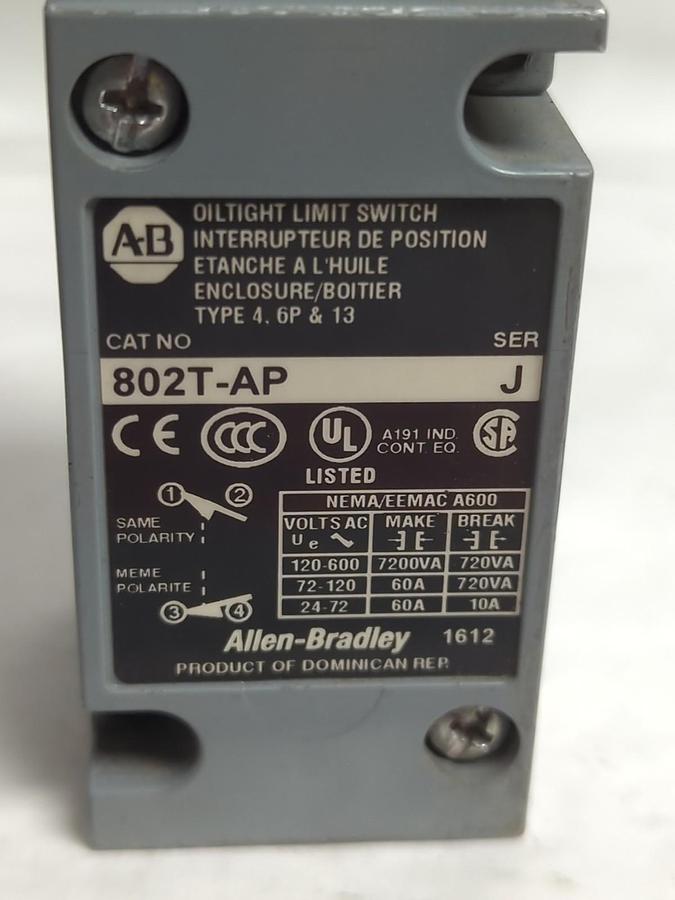 A-B
OILTIGHT LIMIT SWITCH
INTERRUPTEUR DE POSITION
ETANCHE A L'HUILE
ENCLOSURE/BOITIER
TYPE 4, 6P & 13
CAT NO SER
802T-AP J
CE CCC UL A191 IND. CONT. EQ. SA
LISTED
1 2
SAME
POLARITY
MEME
POLARITE
3 4
NEMA/EEMAC A600
VOLTS AC MAKE BREAK
Ue
120-600 7200VA 720VA
72-120 60A 720VA
24-72 60A 10A
Allen-Bradley 1612
PRODUCT OF DOMINICAN REP.